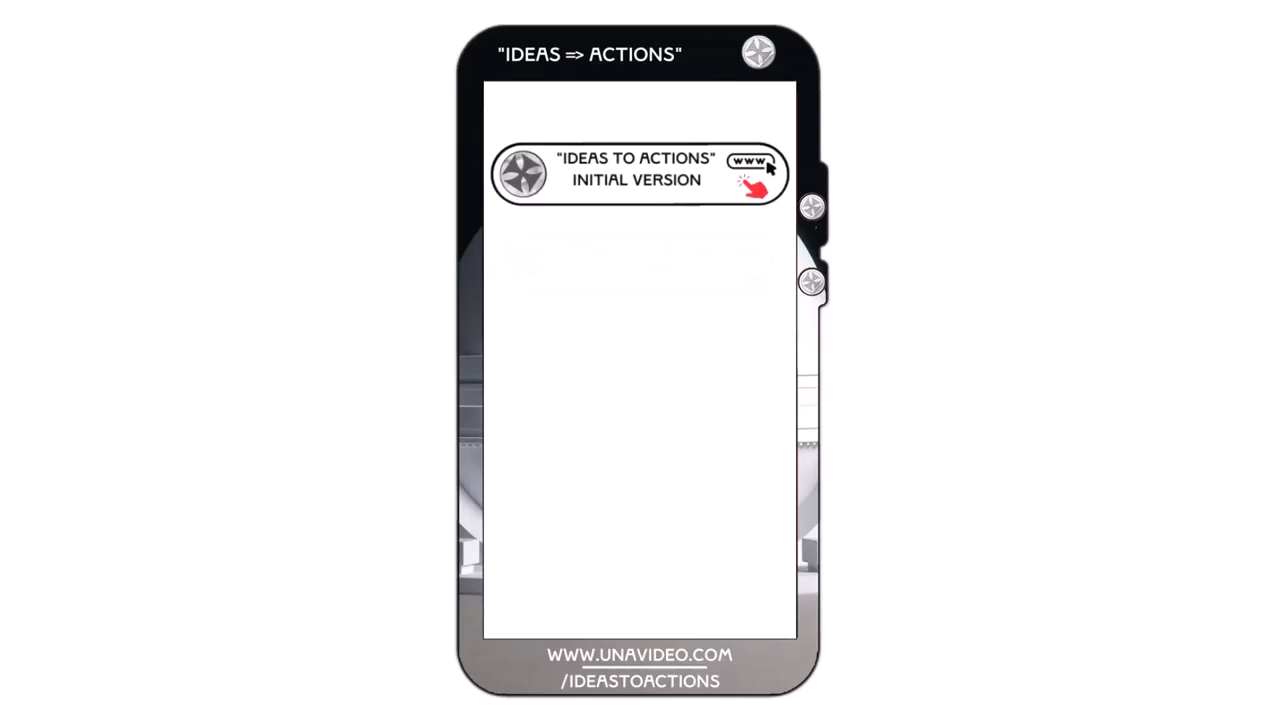 "IDEAS => ACTIONS"
"IDEAS TO ACTIONS"
INITIAL VERSION
www
WWW.UNAVIDEO.COM
/IDEASTOACTIONS